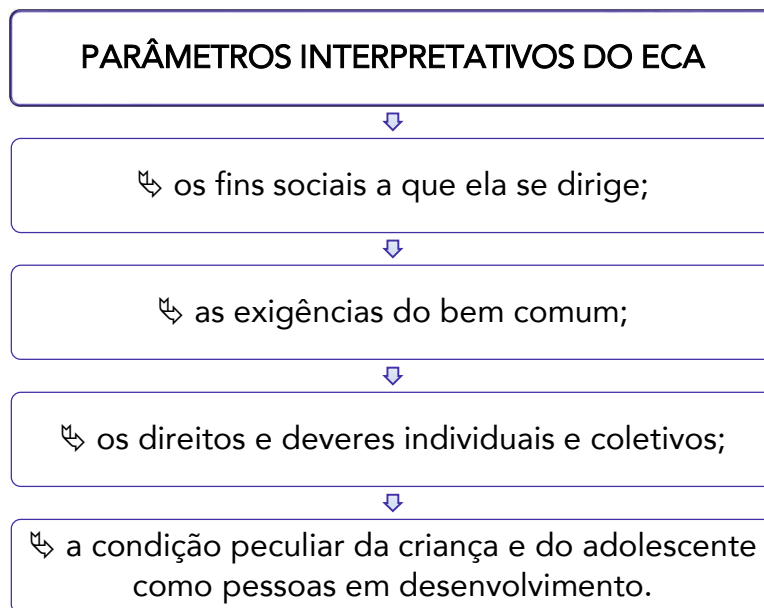 PARÂMETROS INTERPRETATIVOS DO ECA
os fins sociais a que ela se dirige;
as exigências do bem comum;
os direitos e deveres individuais e coletivos;
a condição peculiar da criança e do adolescente
como pessoas em desenvolvimento.